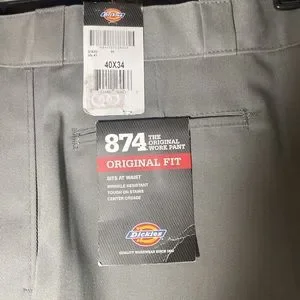 40X34
874 THE
ORIGINAL
WORK PANT
ORIGINAL FIT
SITS AT WAIST
WRINKLE RESISTANT
TOUGH ON STAINS
CENTER CREASE
Dickies
QUALITY WORKWEAR SINCE 1922